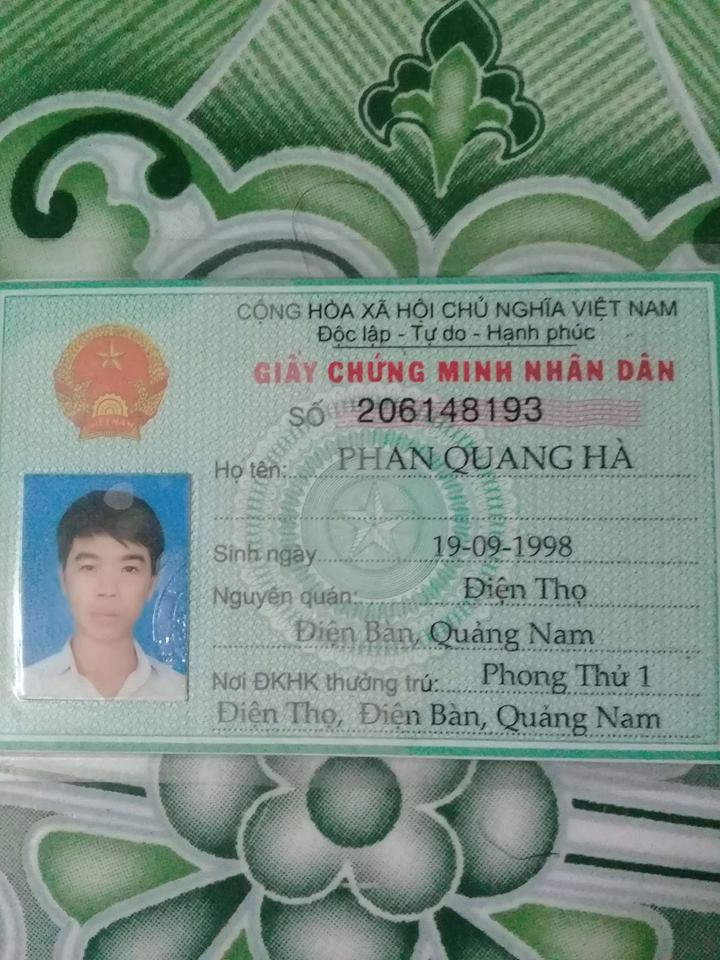 CỘNG HÒA XÃ HỘI CHỦ NGHĨA VIỆT NAM
Độc lập - Tự do - Hạnh phúc
GIẤY CHỨNG MINH NHÂN DÂN
SỐ 206148193
Họ tên: PHAN QUANG HÀ
Sinh ngày 19-09-1998
Nguyên quán: Điện Thọ
Điện Bàn, Quảng Nam
Nơi ĐKHK thường trú: Phong Thử 1
Điện Thọ, Điện Bàn, Quảng Nam
VIỆT NAM